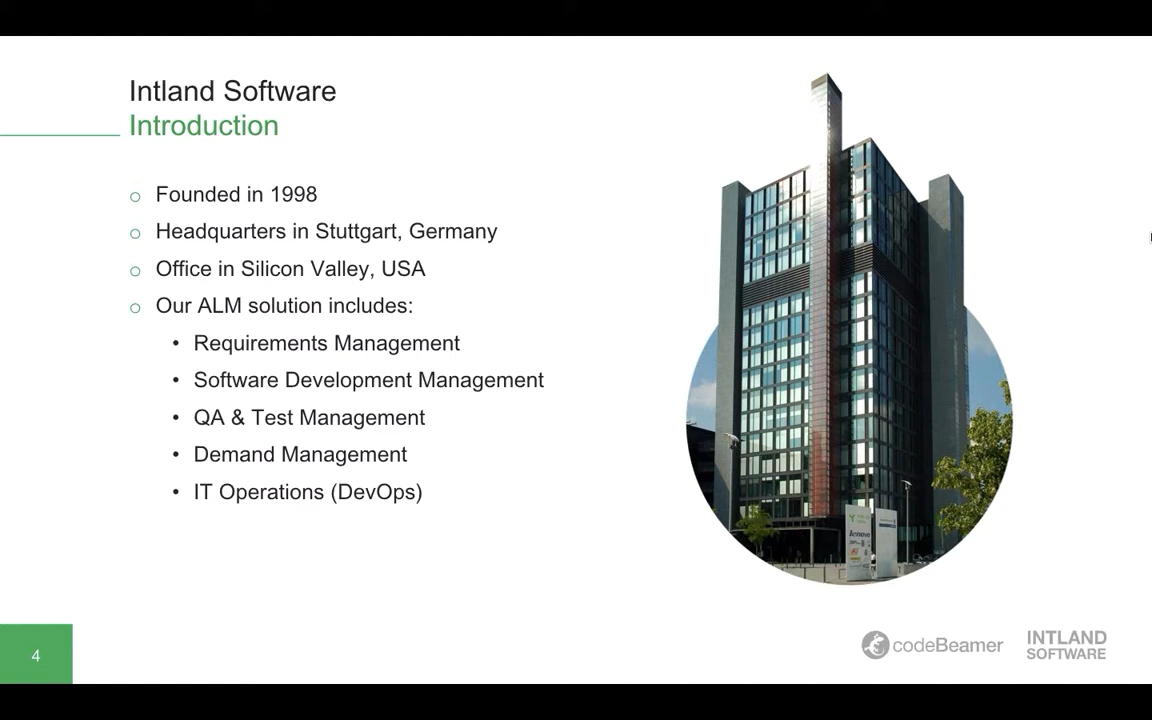 Intland Software
Introduction
Founded in 1998
Headquarters in Stuttgart, Germany
Office in Silicon Valley, USA
Our ALM solution includes:
• Requirements Management
• Software Development Management
• QA & Test Management
• Demand Management
• IT Operations (DevOps)
lenovo
4
codeBeamer
INTLAND
SOFTWARE